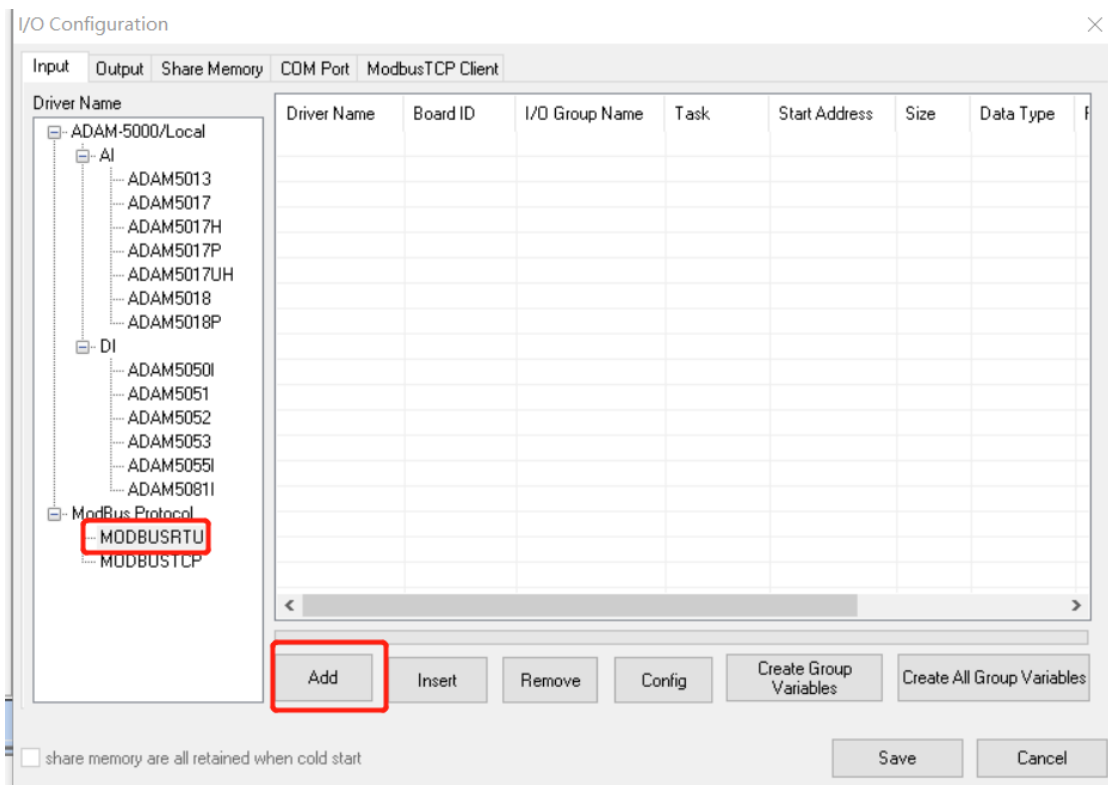 I/O Configuration
Input Output Share Memory COM Port ModbusTCP Client
Driver Name
ADAM-5000/Local
AI
ADAM5013
ADAM5017
ADAM5017H
ADAM5017P
ADAM5017UH
ADAM5018
ADAM5018P
DI
ADAM5050I
ADAM5051
ADAM5052
ADAM5053
ADAM5055I
ADAM5081I
ModBus Protocol
MODBUSRTU
MODBUSTCP
Driver Name Board ID I/O Group Name Task Start Address Size Data Type
Add Insert Remove Config Create Group
Variables Create All Group Variables
share memory are all retained when cold start
Save Cancel